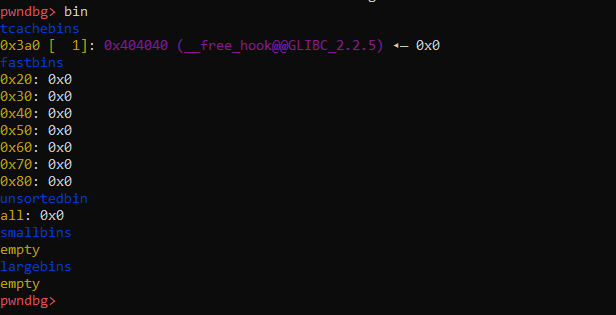 pwndbg> bin
tcachebins
0x3a0 [  1]: 0x404040 (__free_hook@@GLIBC_2.2.5) ◂— 0x0
fastbins
0x20: 0x0
0x30: 0x0
0x40: 0x0
0x50: 0x0
0x60: 0x0
0x70: 0x0
0x80: 0x0
unsortedbin
all: 0x0
smallbins
empty
largebins
empty
pwndbg>